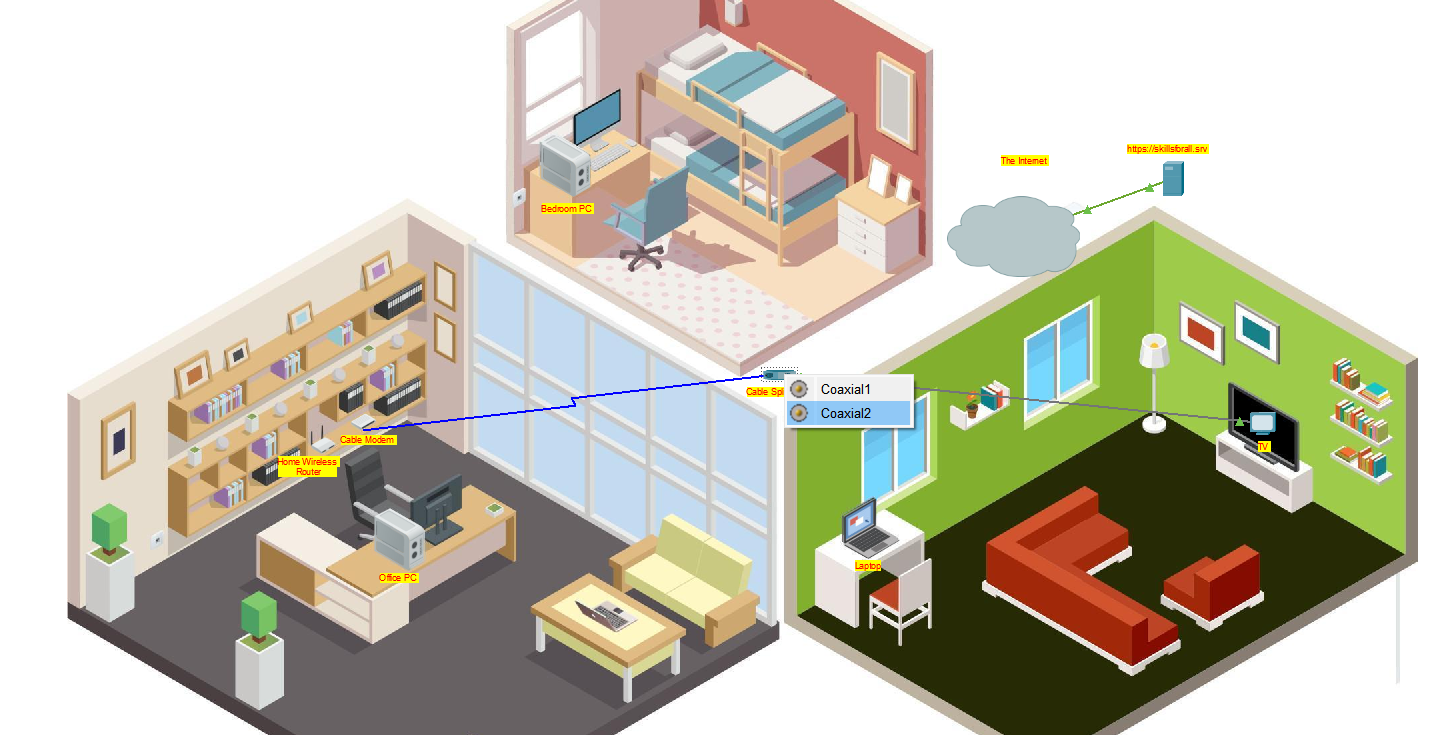 https://skillsforall.srv
The Internet
Bedroom PC
Cable Spl
Coaxial1
Coaxial2
Cable Modem
TV
Home Wireless
Router
Laptop
Office PC